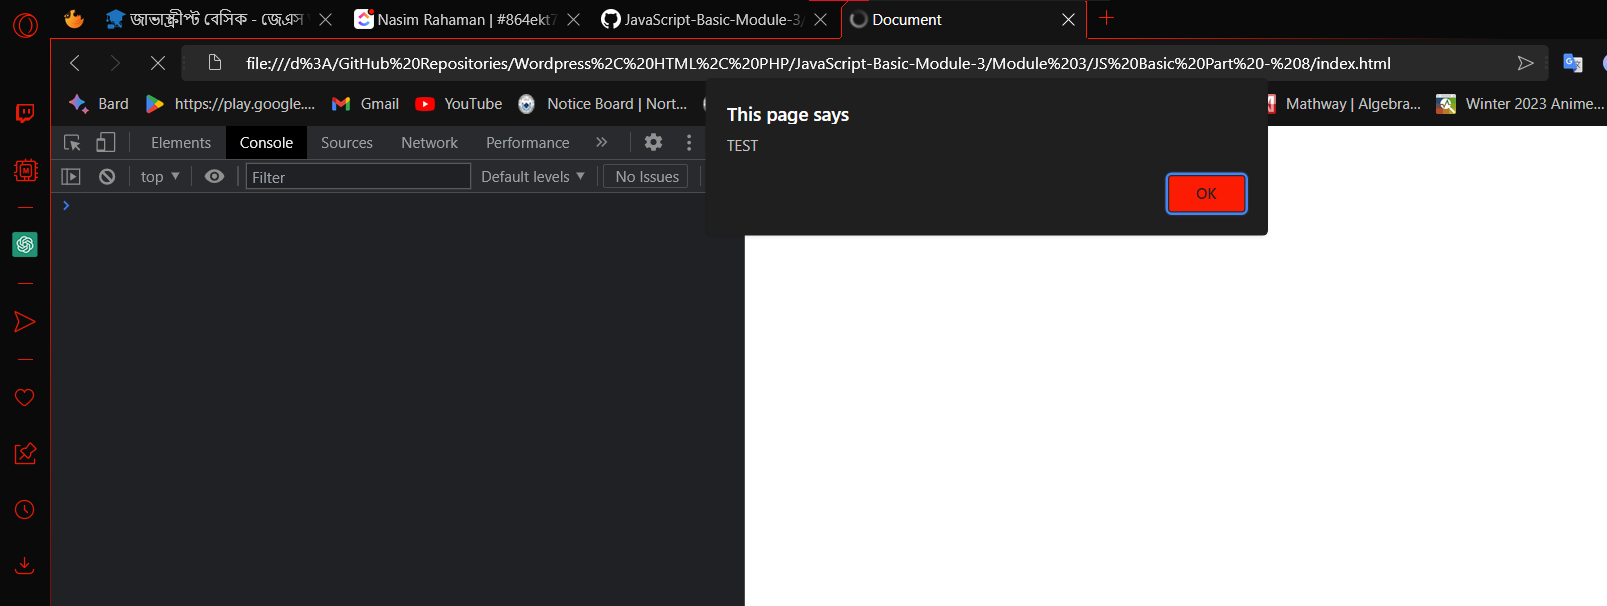 জাভাস্ক্রীপ্ট বেসিক - জেএস
Nasim Rahaman | #864ekt7
JavaScript-Basic-Module-3/
Document
file:///d%3A/GitHub%20Repositories/Wordpress%2C%20HTML%2C%20PHP/JavaScript-Basic-Module-3/Module%203/JS%20Basic%20Part%20-%208/index.html
Bard
https://play.google....
Gmail
YouTube
Notice Board | Nort...
Mathway | Algebra...
Winter 2023 Anime...
This page says
TEST
OK
Elements
Console
Sources
Network
Performance
top
Filter
Default levels
No Issues